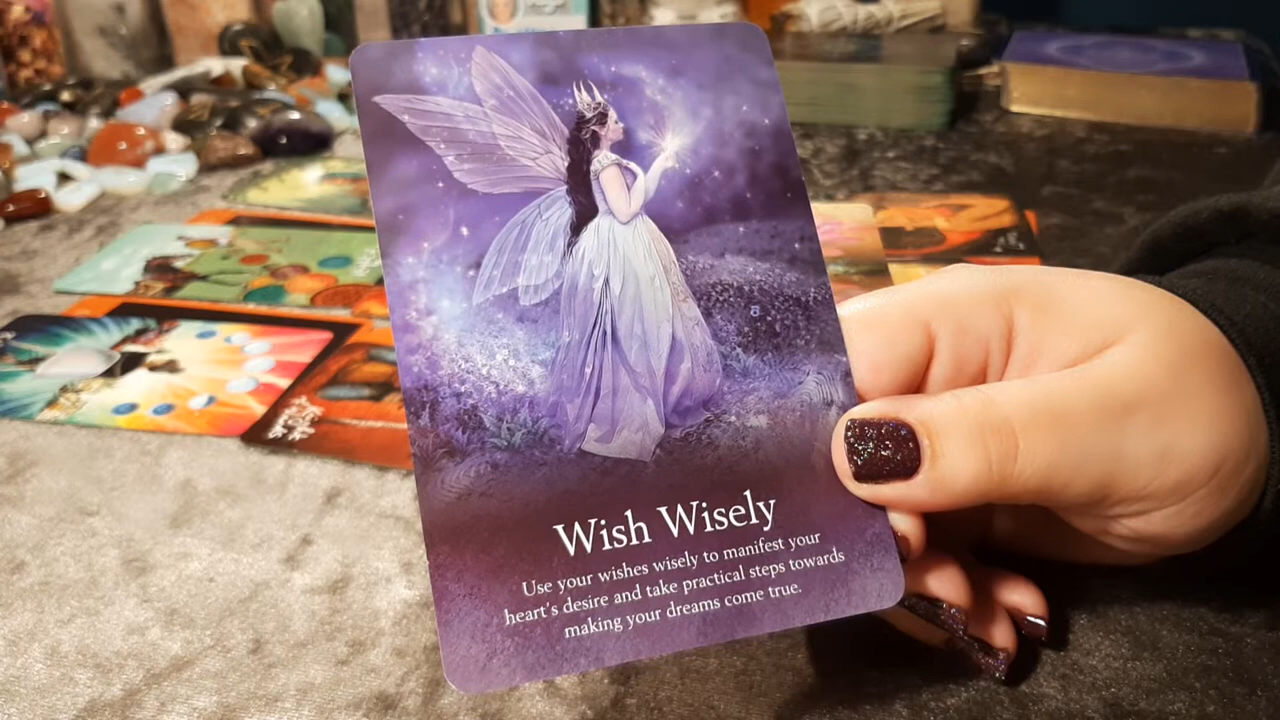 Wish Wisely
Use your wishes wisely to manifest your
heart's desire and take practical steps towards
making your dreams come true.